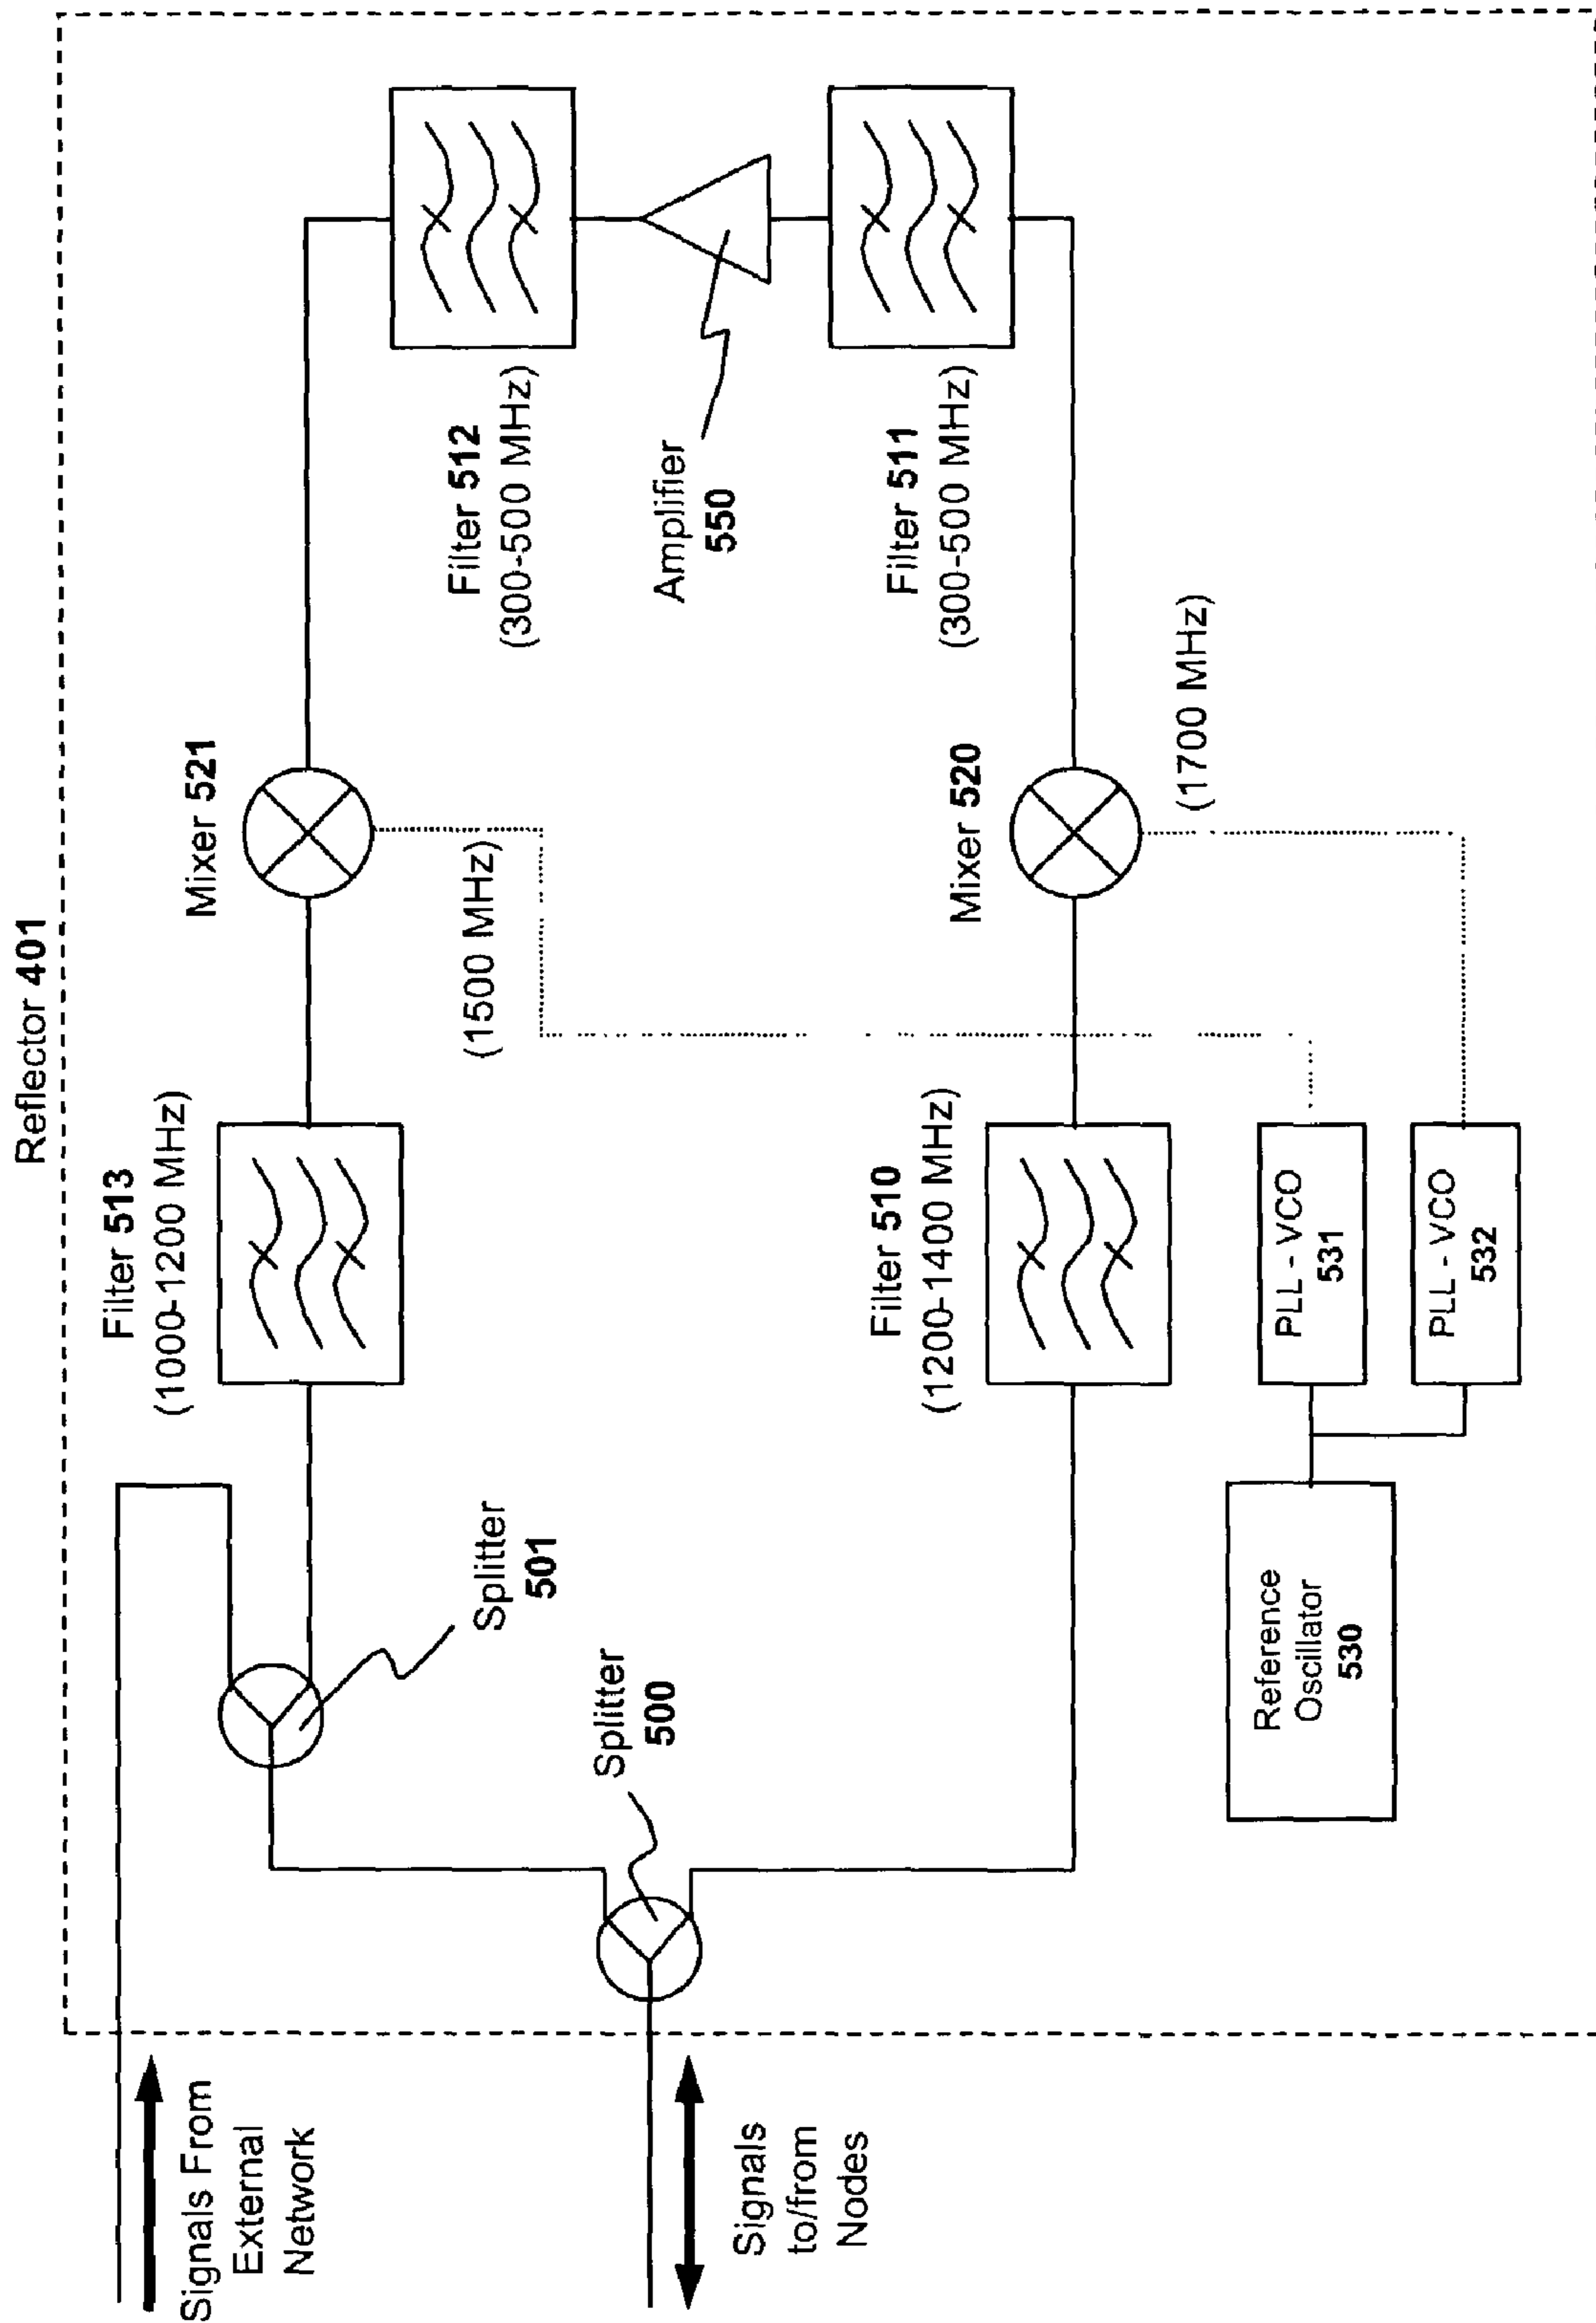 Reflector 401
Signals From
External
Network
Signals
to/from
Nodes
Splitter
501
Splitter
500
Filter 513
(1000-1200 MHz)
Mixer 521
(1500 MHz)
Filter 512
(300-500 MHz)
Amplifier
550
Filter 511
(300-500 MHz)
Mixer 520
(1700 MHz)
Filter 510
(1200-1400 MHz)
PLL - VCO
531
PLL - VCO
532
Reference
Oscillator
530